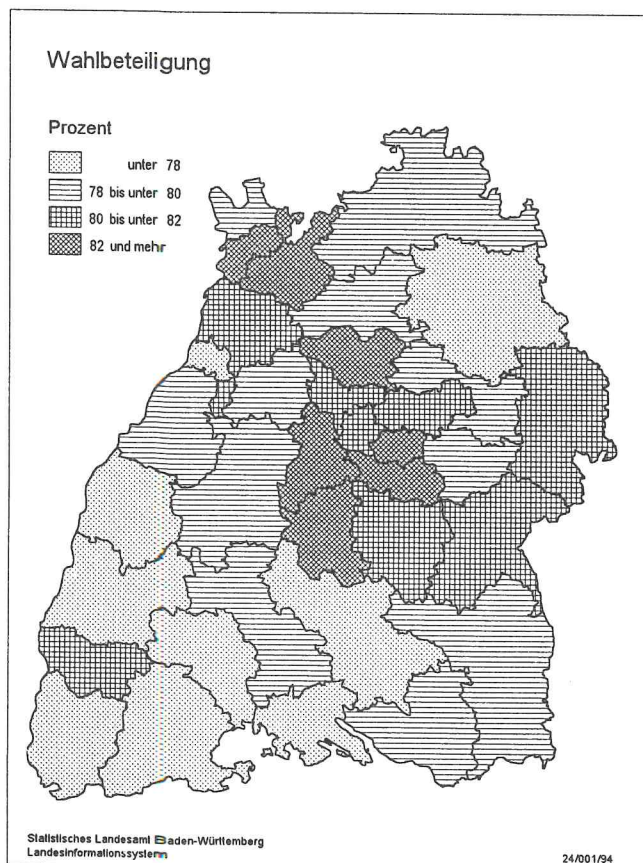 Wahlbeteiligung
Prozent
unter 78
78 bis unter 80
80 bis unter 82
82 und mehr
Statistisches Landesamt Baden-Württemberg
Landesinformationssystem
24/001/94